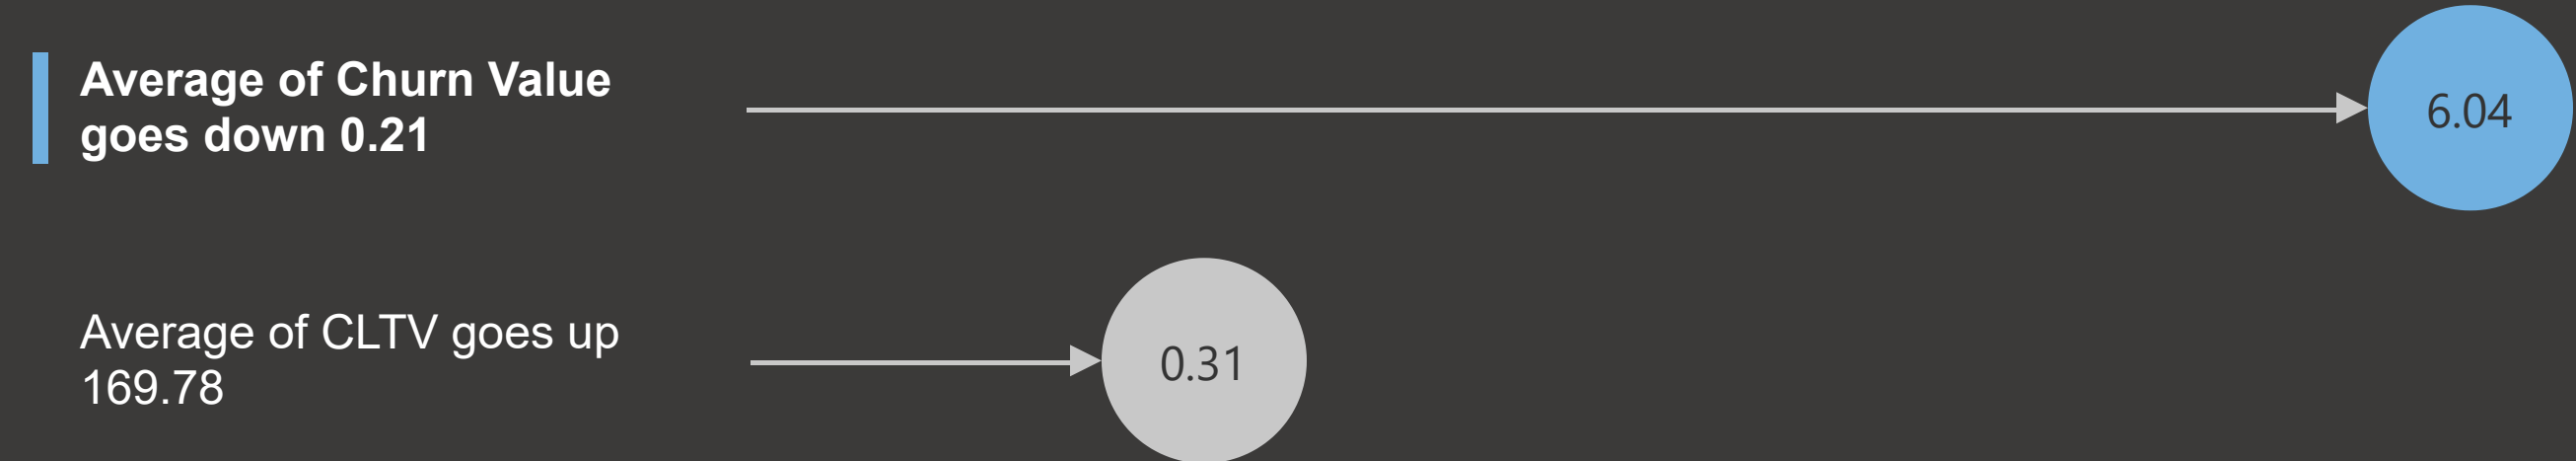 Average of Churn Value
goes down 0.21
6.04
Average of CLTV goes up
169.78
0.31